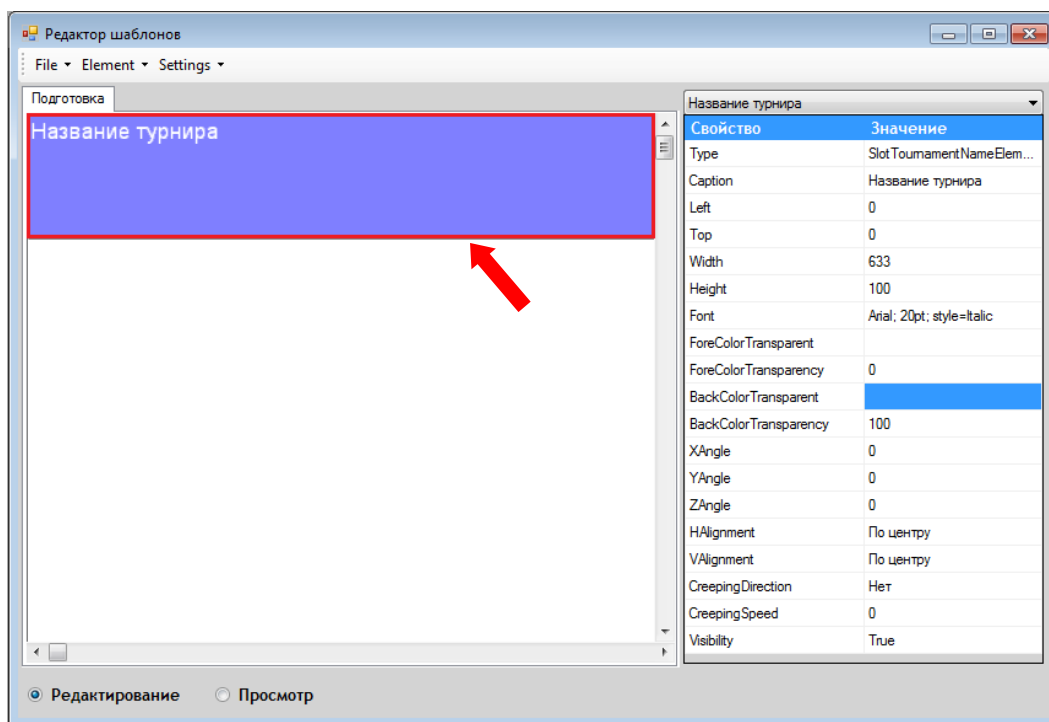 Редактор шаблонов
File Element Settings
Подготовка
Название турнира
Название турнира
Свойство Значение
Type SlotTournamentNameElem...
Caption Название турнира
Left 0
Top 0
Width 633
Height 100
Font Arial; 20pt; style=Italic
ForeColorTransparent
ForeColorTransparency 0
BackColorTransparent
BackColorTransparency 100
XAngle 0
YAngle 0
ZAngle 0
HAlignment По центру
VAlignment По центру
CreepingDirection Нет
CreepingSpeed 0
Visibility True
Редактирование Просмотр